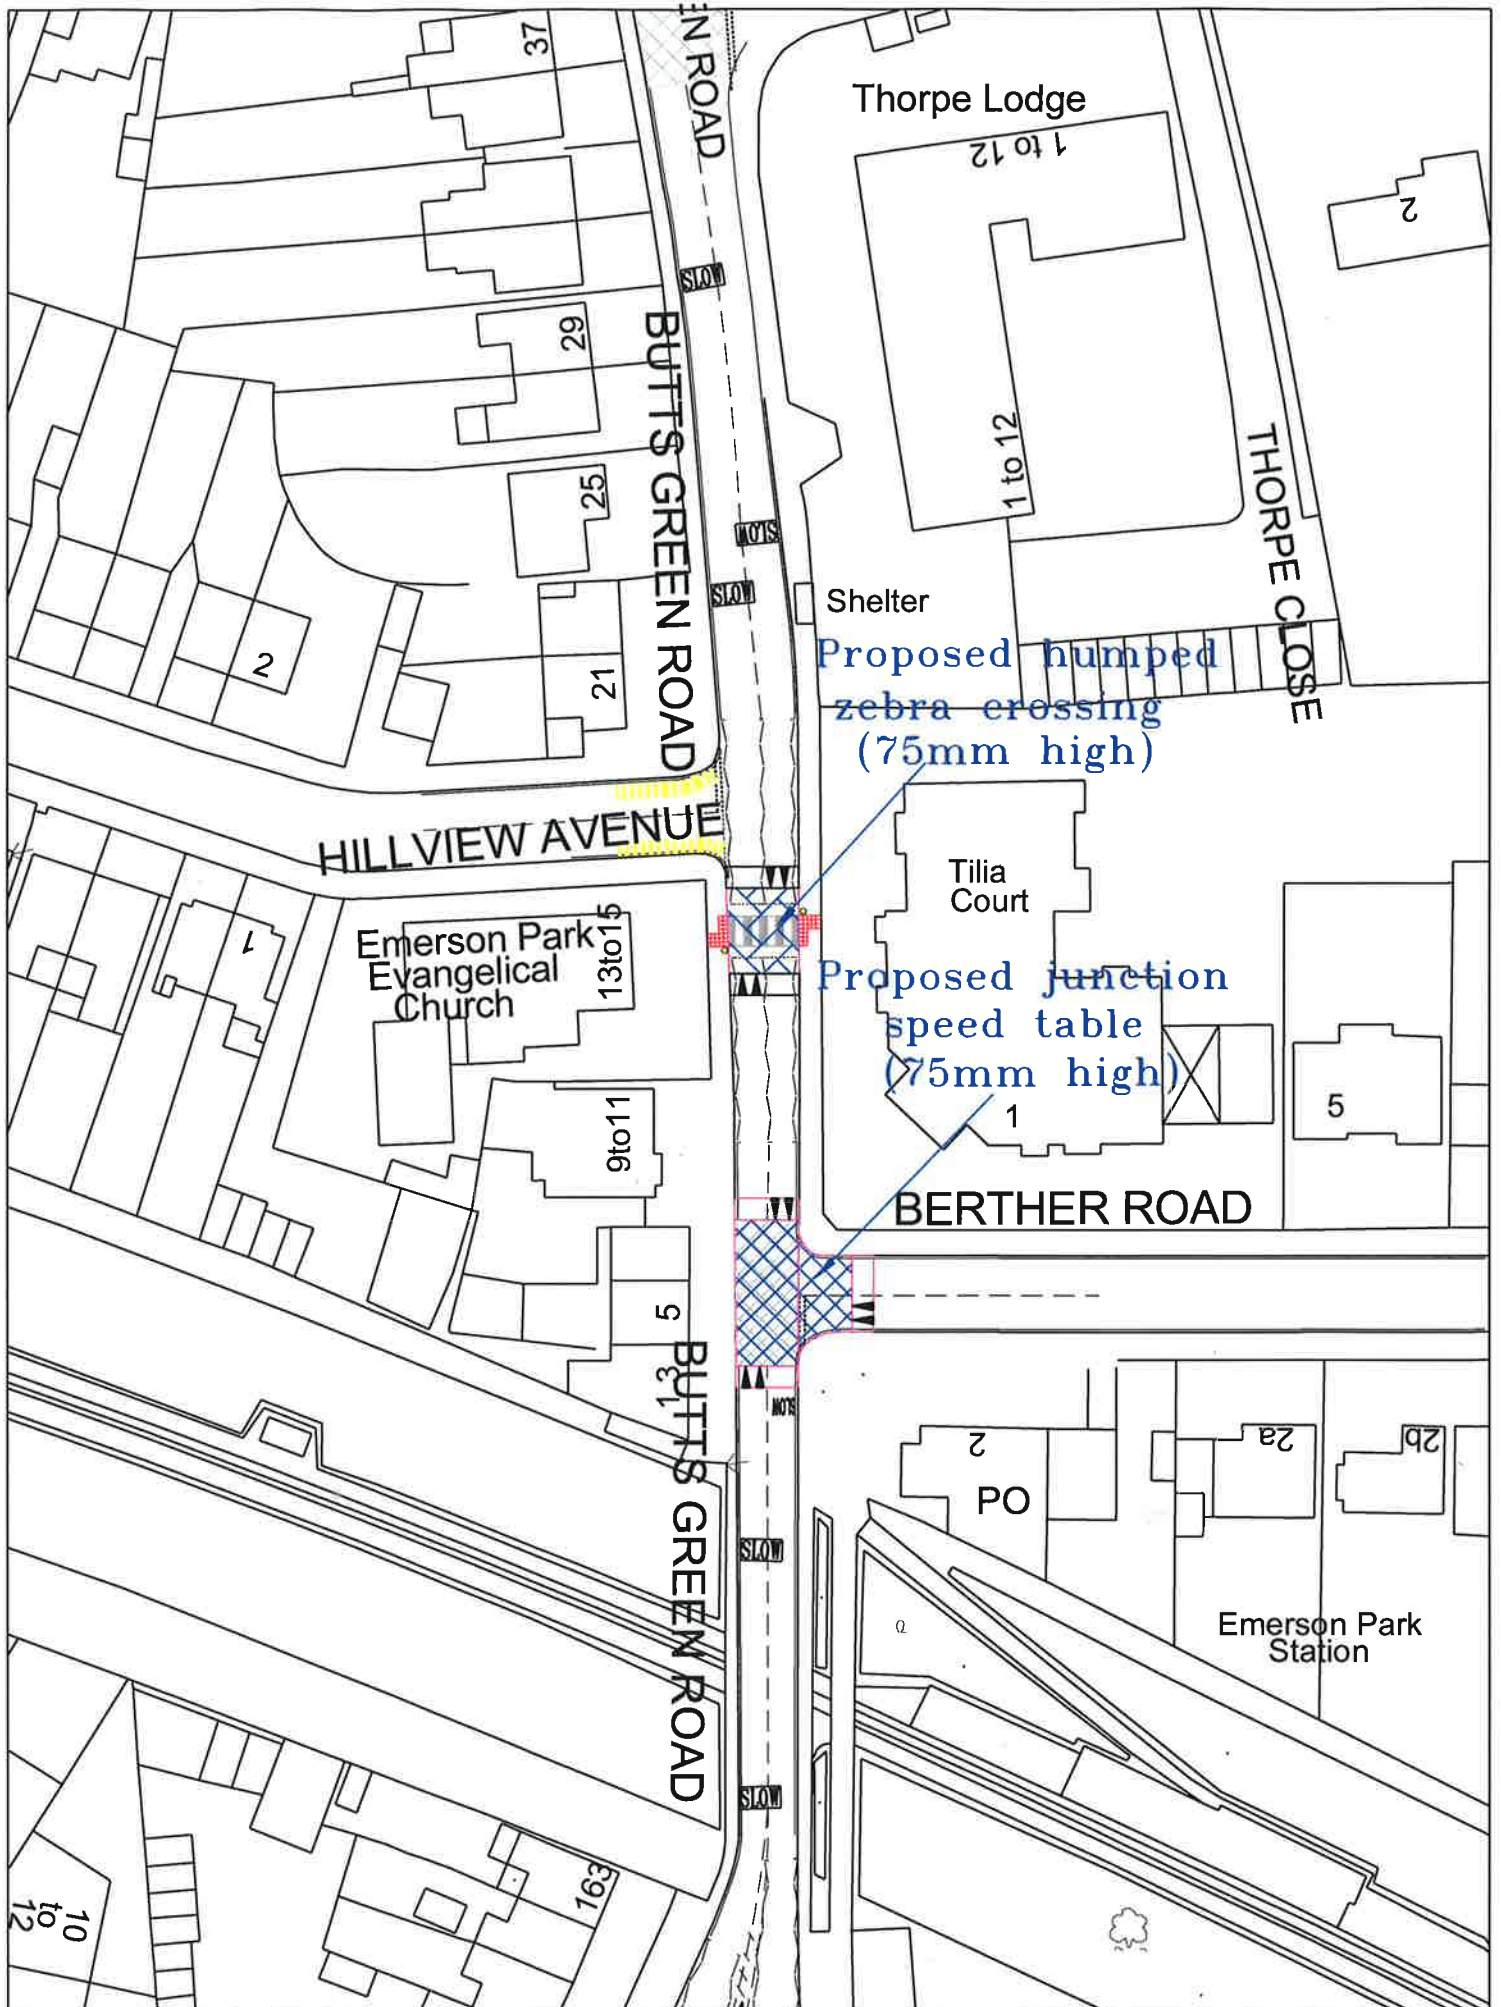 EN ROAD
37
Thorpe Lodge
1 to 12
2
SLOW
29
BUTTS GREEN ROAD
1 to 12
THORPE CLOSE
25
SLOW
SLOW
Shelter
2
21
Proposed humped
zebra crossing
(75mm high)
HILLVIEW AVENUE
Tilia
Court
1
Emerson Park
Evangelical
Church
13to15
Proposed junction
speed table
(75mm high)
1
5
9to11
BERTHER ROAD
5
1.3
BUTTS GREEN ROAD
SLOW
2
PO
2a
2b
SLOW
Emerson Park
Station
SLOW
163
10
to
12